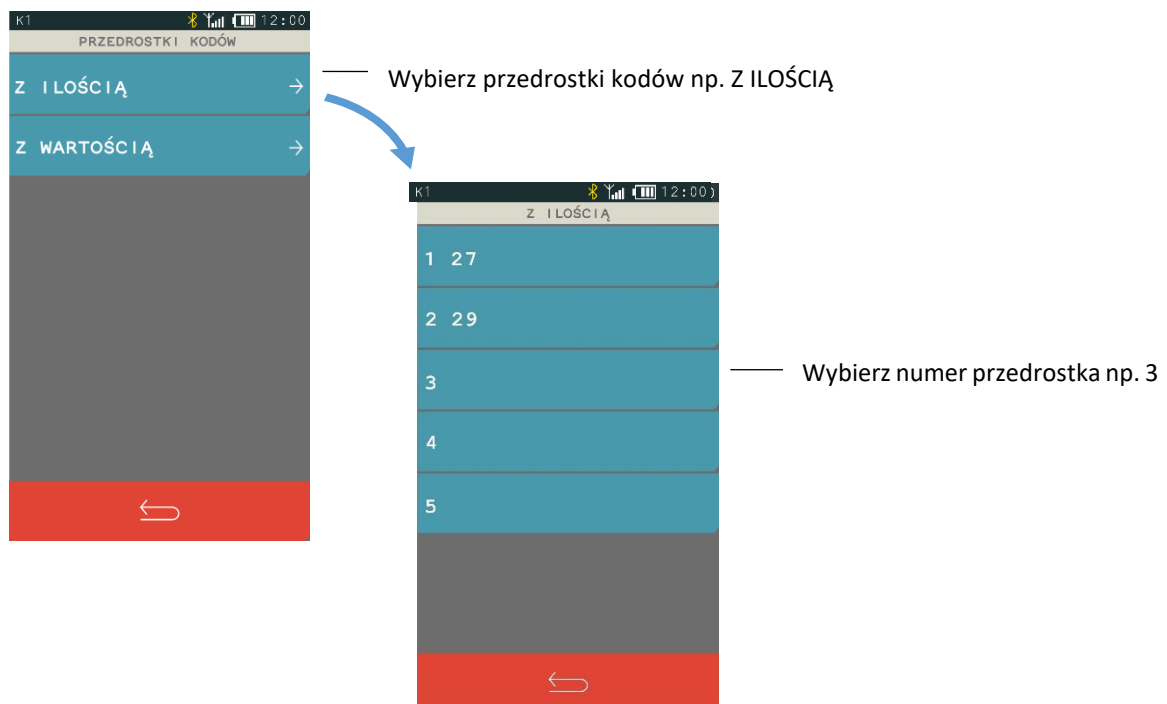 K1 12:00
PRZEDROSTKI KODÓW
Z ILOŚCIĄ
Z WARTOŚCIĄ
Wybierz przedrostki kodów np. Z ILOŚCIĄ
K1 12:00)
Z ILOŚCIĄ
1 27
2 29
3
4
5
Wybierz numer przedrostka np. 3